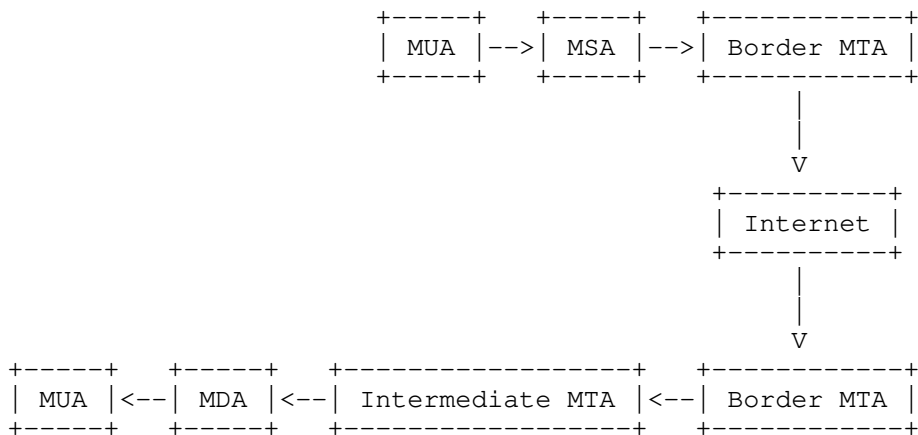 MUA --> MSA --> Border MTA
V
Internet
V
MUA <-- MDA <-- Intermediate MTA <-- Border MTA